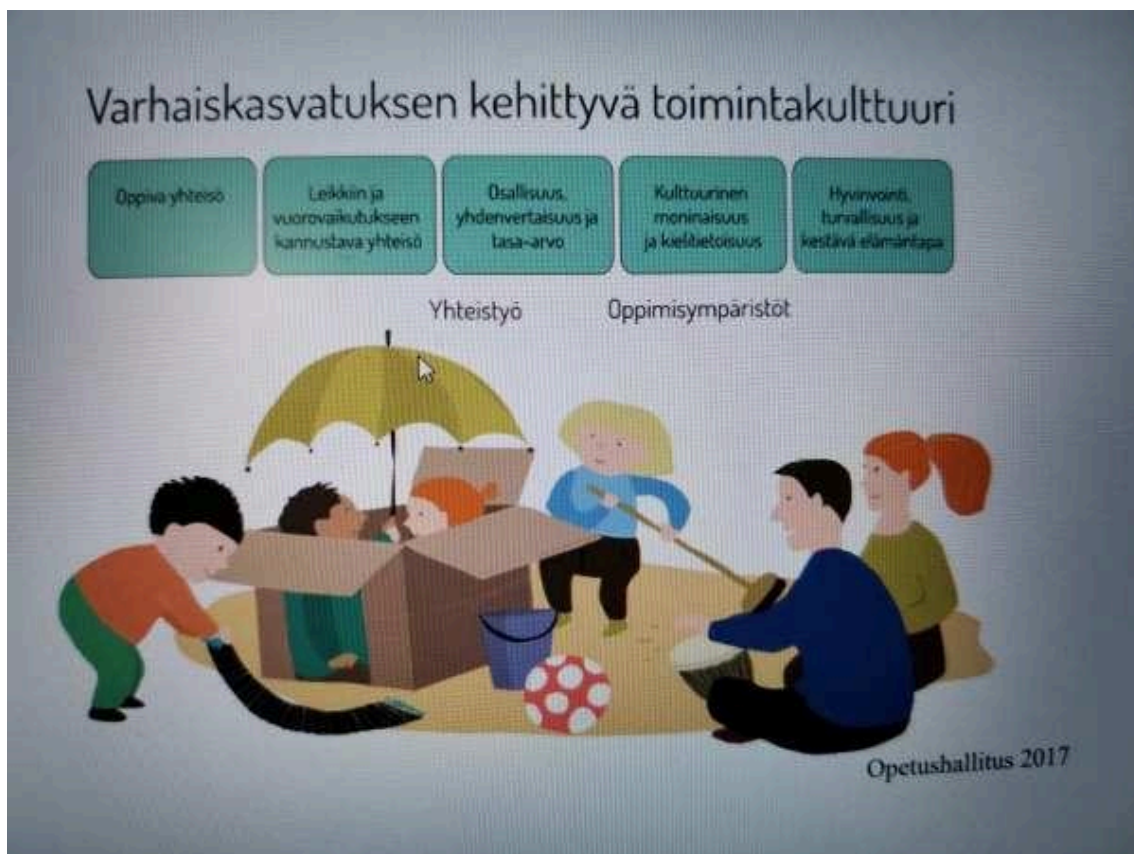 Varhaiskasvatuksen kehittyvä toimintakulttuuri
Oppiva yhteisö
Leikkiin ja
vuorovaikutukseen
kannustava yhteisö
Osallisuus,
yhdenvertaisuus ja
tasa-arvo
Kulttuurinen
moninaisuus
ja kielitietoisuus
Hyvinvointi,
turvallisuus ja
kestävä elämäntapa
Yhteistyö
Oppimisympäristöt
Opetushallitus 2017